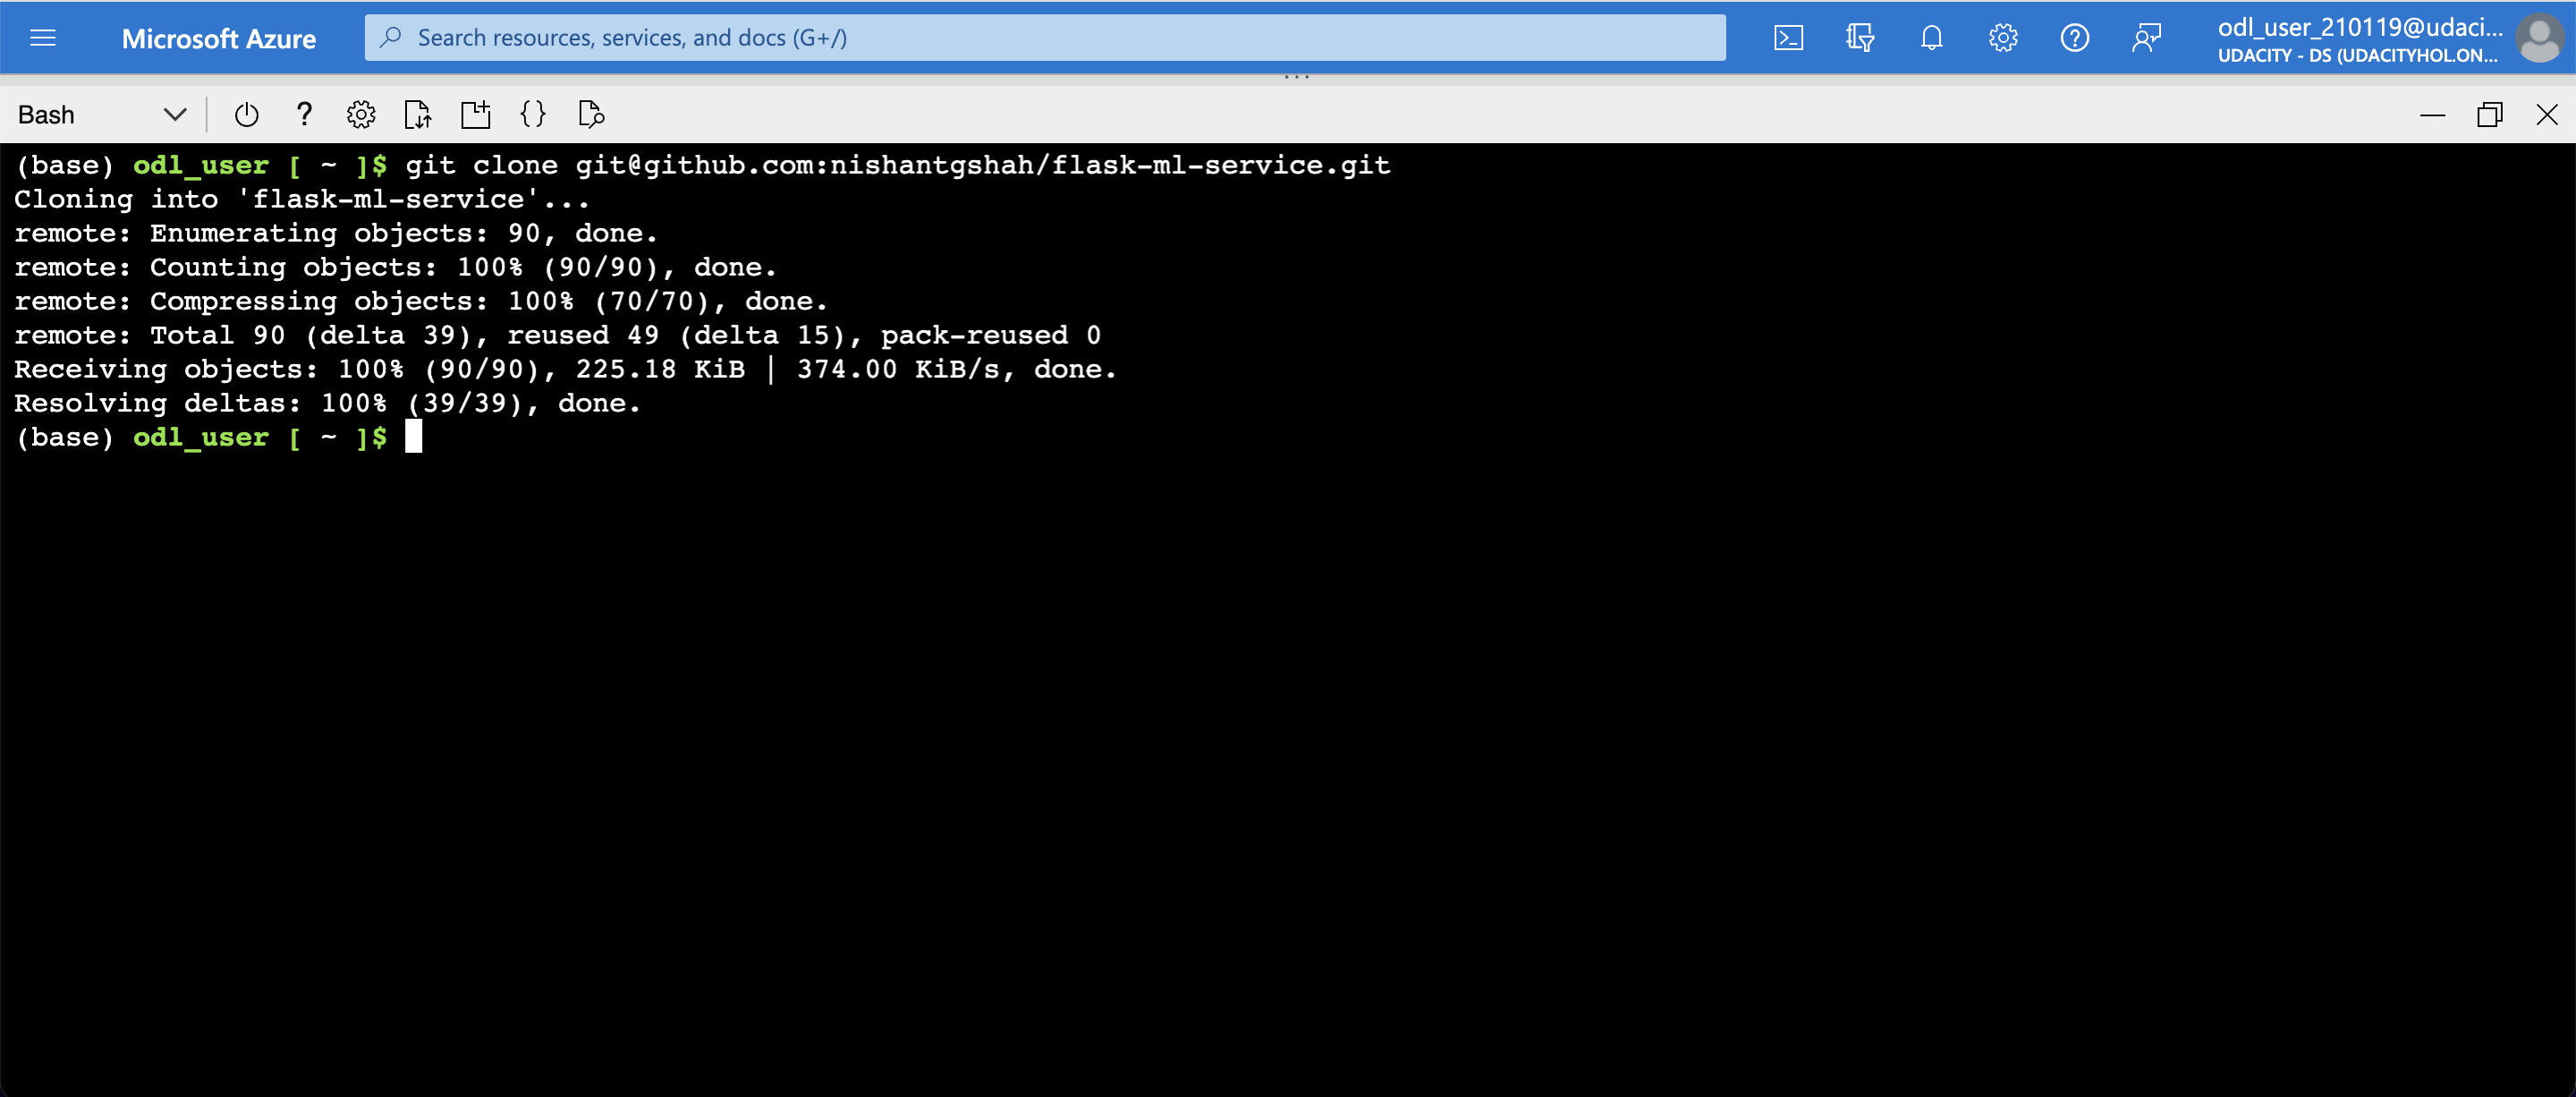 Microsoft Azure
Search resources, services, and docs (G+/)
odl_user_210119@udaci...
UDACITY - DS (UDACITYHOL.ON...
Bash
(base) odl_user [ ~ ]$ git clone git@github.com:nishantgshah/flask-ml-service.git
Cloning into 'flask-ml-service'...
remote: Enumerating objects: 90, done.
remote: Counting objects: 100% (90/90), done.
remote: Compressing objects: 100% (70/70), done.
remote: Total 90 (delta 39), reused 49 (delta 15), pack-reused 0
Receiving objects: 100% (90/90), 225.18 KiB | 374.00 KiB/s, done.
Resolving deltas: 100% (39/39), done.
(base) odl_user [ ~ ]$